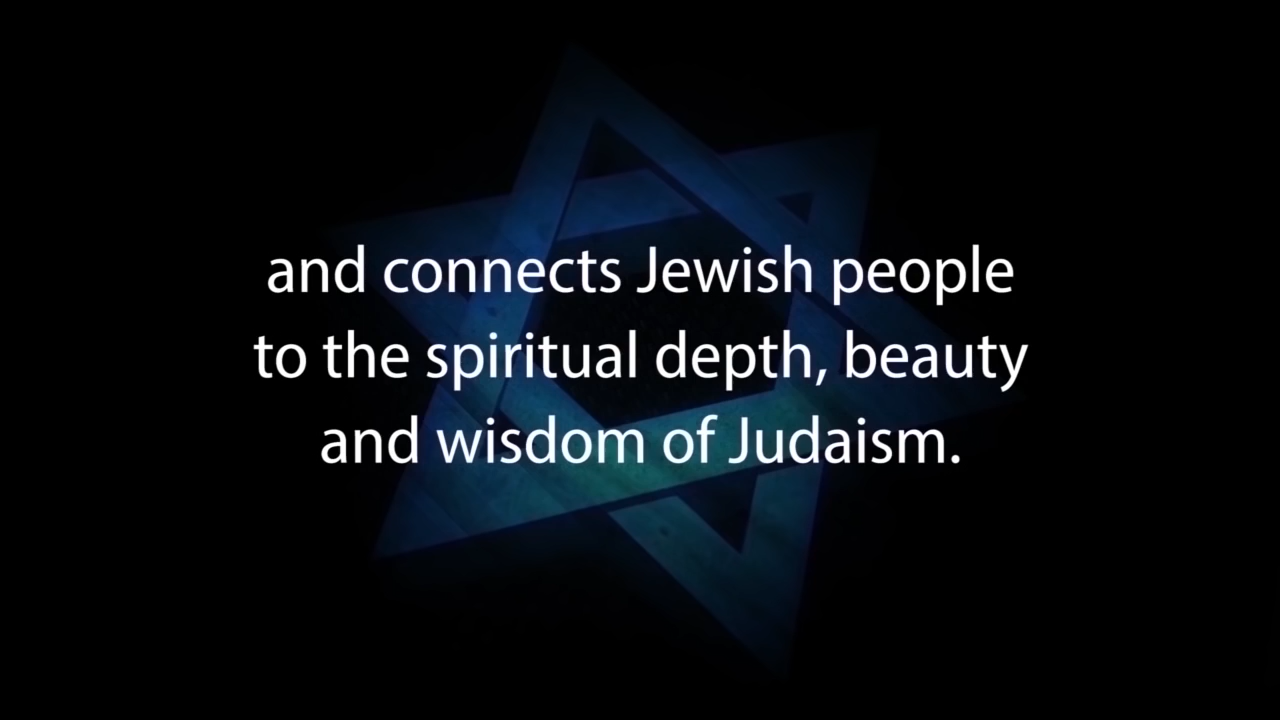 and connects Jewish people
to the spiritual depth, beauty
and wisdom of Judaism.